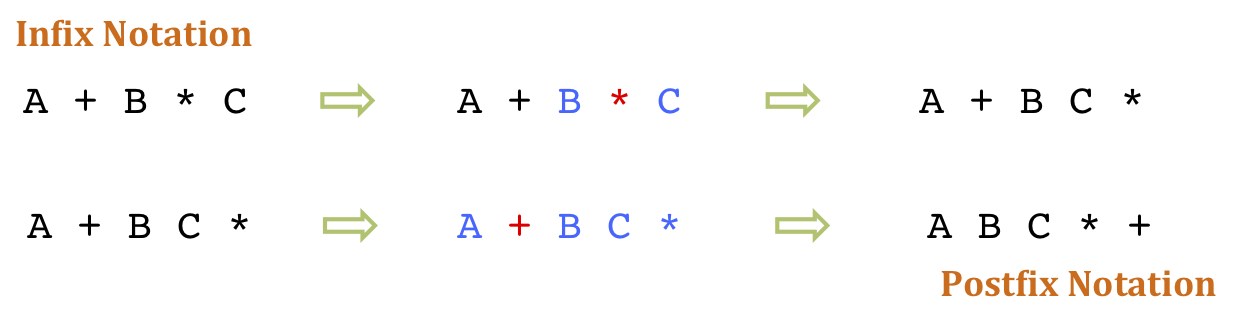 Infix Notation
A + B * C ⇨ A + B * C ⇨ A + B C *
A + B C * ⇨ A + B C * ⇨ A B C * +
Postfix Notation